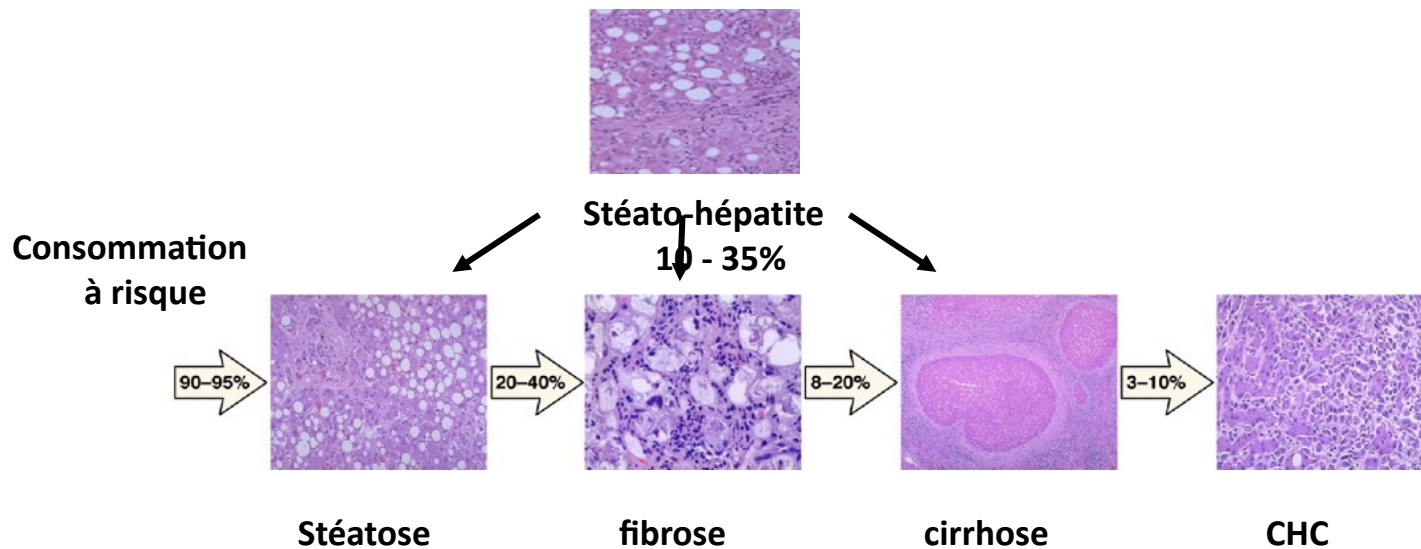 Stéato-hépatite
10 - 35%
Consommation
à risque
90–95%
20–40%
8–20%
3–10%
Stéatose
fibrose
cirrhose
CHC